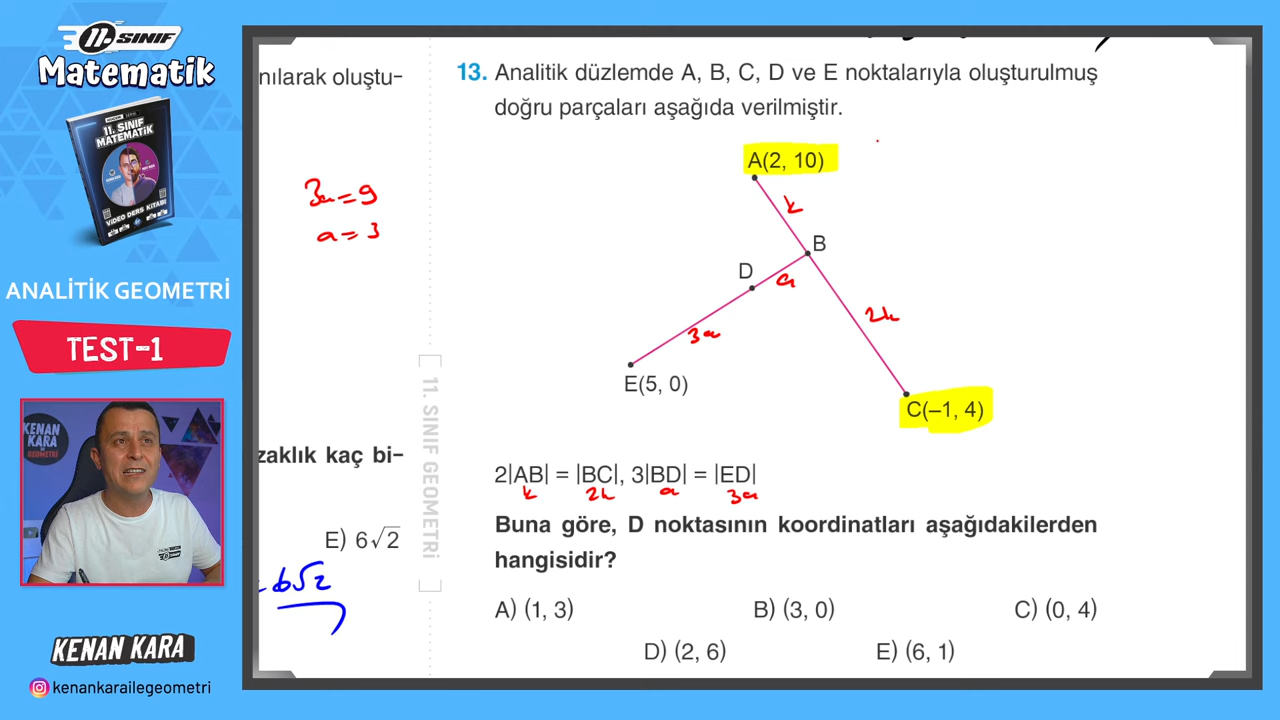 11. SINIF
Matematik
11. SINIF
MATEMATİK
VİDEO DERS KİTABI
ANALİTİK GEOMETRİ
TEST-1
KENAN
KARA
GEOMETRİ
KENAN KARA
kenankarailegeometri
nılarak oluştu-
3a = 9
a = 3
zaklık kaç bi-
E) 6√2
= 6√2
11. SINIF GEOMETRİ
13. Analitik düzlemde A, B, C, D ve E noktalarıyla oluşturulmuş
doğru parçaları aşağıda verilmiştir.
A(2, 10)
k
B
D
a
2k
3a
E(5, 0)
C(–1, 4)
2|AB| = |BC|, 3|BD| = |ED|
k 2k a 3a
Buna göre, D noktasının koordinatları aşağıdakilerden
hangisidir?
A) (1, 3) B) (3, 0) C) (0, 4)
D) (2, 6) E) (6, 1)